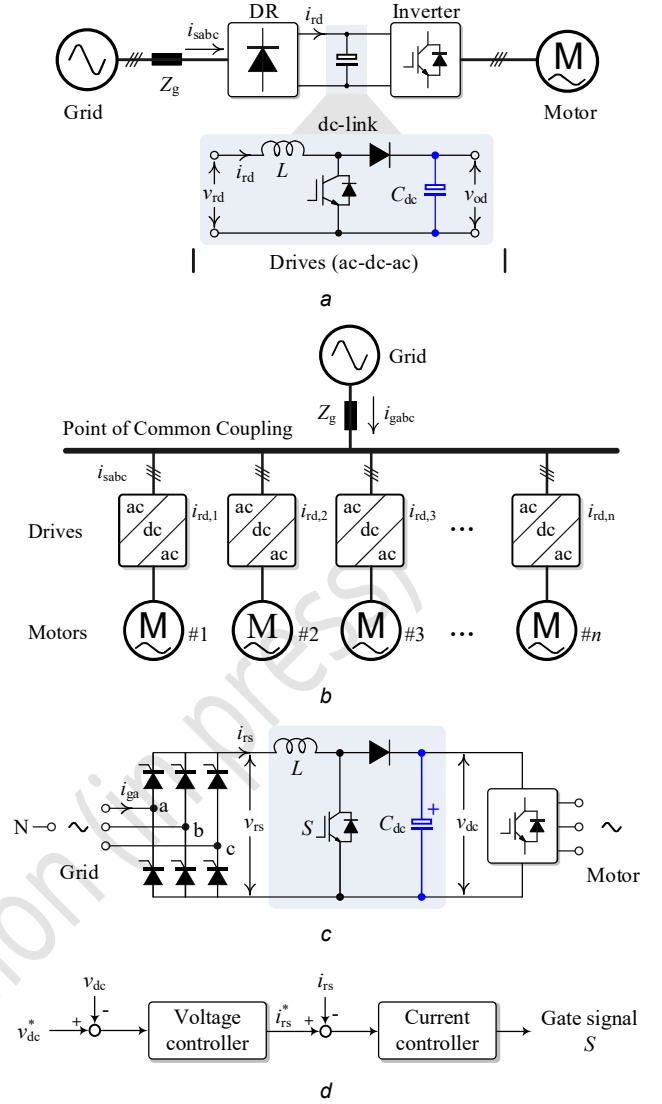 DR
i_rd
Inverter
i_sabc
M
Z_g
Grid
Motor
dc-link
i_rd
L
v_rd
C_dc
v_od
Drives (ac-dc-ac)
a
Grid
Z_g
i_gabc
Point of Common Coupling
i_sabc
ac dc ac
i_rd,1
ac dc ac
i_rd,2
ac dc ac
i_rd,3
...
ac dc ac
i_rd,n
Drives
Motors
M #1
M #2
M #3
...
M #n
b
i_rs
L
i_ga
a
N
b
v_rs
S
C_dc
+
v_dc
c
Grid
Motor
c
v_dc
i_rs
v*_dc
+
-
Voltage
controller
i*_rs
+
-
Current
controller
Gate signal
S
d
ion (in press)